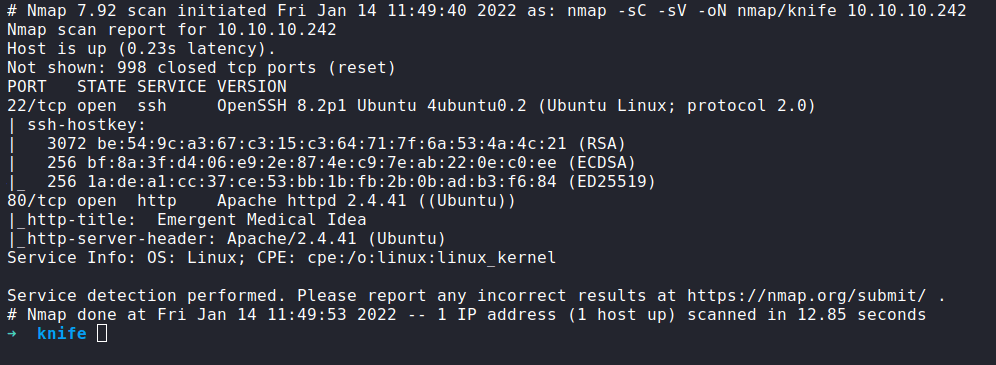 # Nmap 7.92 scan initiated Fri Jan 14 11:49:40 2022 as: nmap -sC -sV -oN nmap/knife 10.10.10.242
Nmap scan report for 10.10.10.242
Host is up (0.23s latency).
Not shown: 998 closed tcp ports (reset)
PORT   STATE SERVICE VERSION
22/tcp open  ssh     OpenSSH 8.2p1 Ubuntu 4ubuntu0.2 (Ubuntu Linux; protocol 2.0)
| ssh-hostkey:
|   3072 be:54:9c:a3:67:c3:15:c3:64:71:7f:6a:53:4a:4c:21 (RSA)
|   256 bf:8a:3f:d4:06:e9:2e:87:4e:c9:7e:ab:22:0e:c0:ee (ECDSA)
|_  256 1a:de:a1:cc:37:ce:53:bb:1b:fb:2b:0b:ad:b3:f6:84 (ED25519)
80/tcp open  http    Apache httpd 2.4.41 ((Ubuntu))
|_http-title:  Emergent Medical Idea
|_http-server-header: Apache/2.4.41 (Ubuntu)
Service Info: OS: Linux; CPE: cpe:/o:linux:linux_kernel

Service detection performed. Please report any incorrect results at https://nmap.org/submit/ .
# Nmap done at Fri Jan 14 11:49:53 2022 -- 1 IP address (1 host up) scanned in 12.85 seconds
→  knife